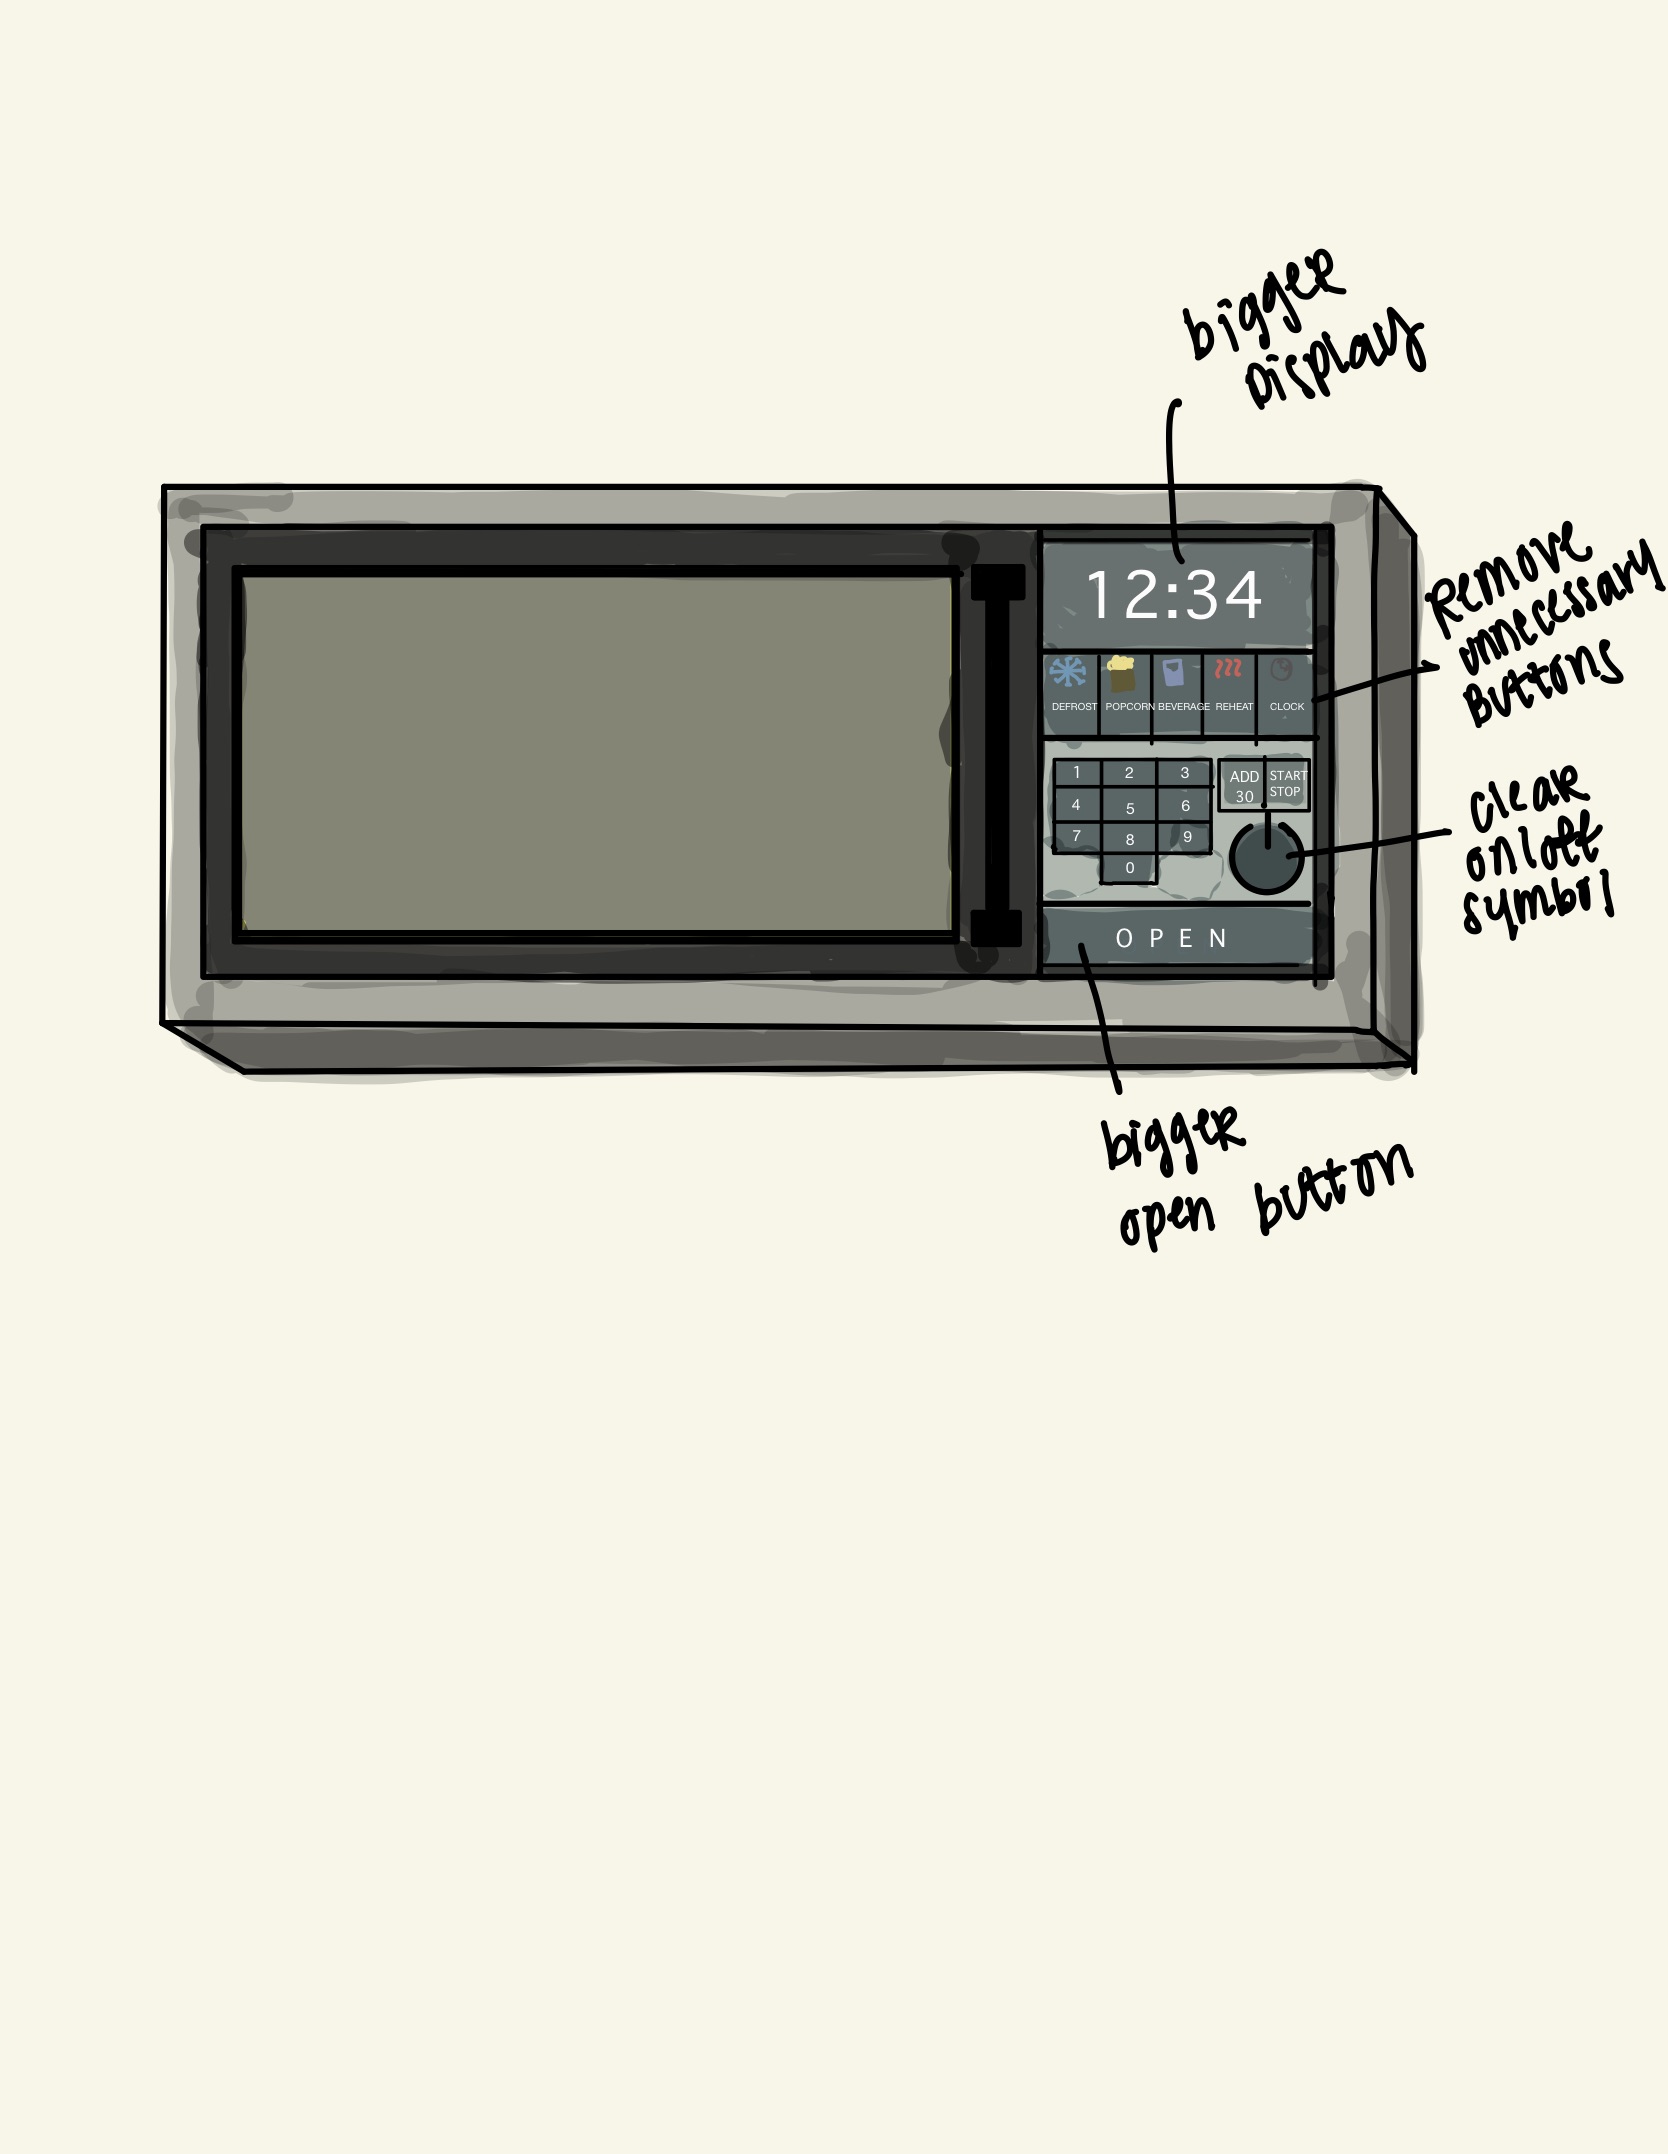 bigger
Display
12:34
Remove
unnecessary
Buttons
DEFROST POPCORN BEVERAGE REHEAT CLOCK
1 2 3
4 5 6
7 8 9
0
ADD
30
START
STOP
Clear
on/off
symbol
OPEN
bigger
open button